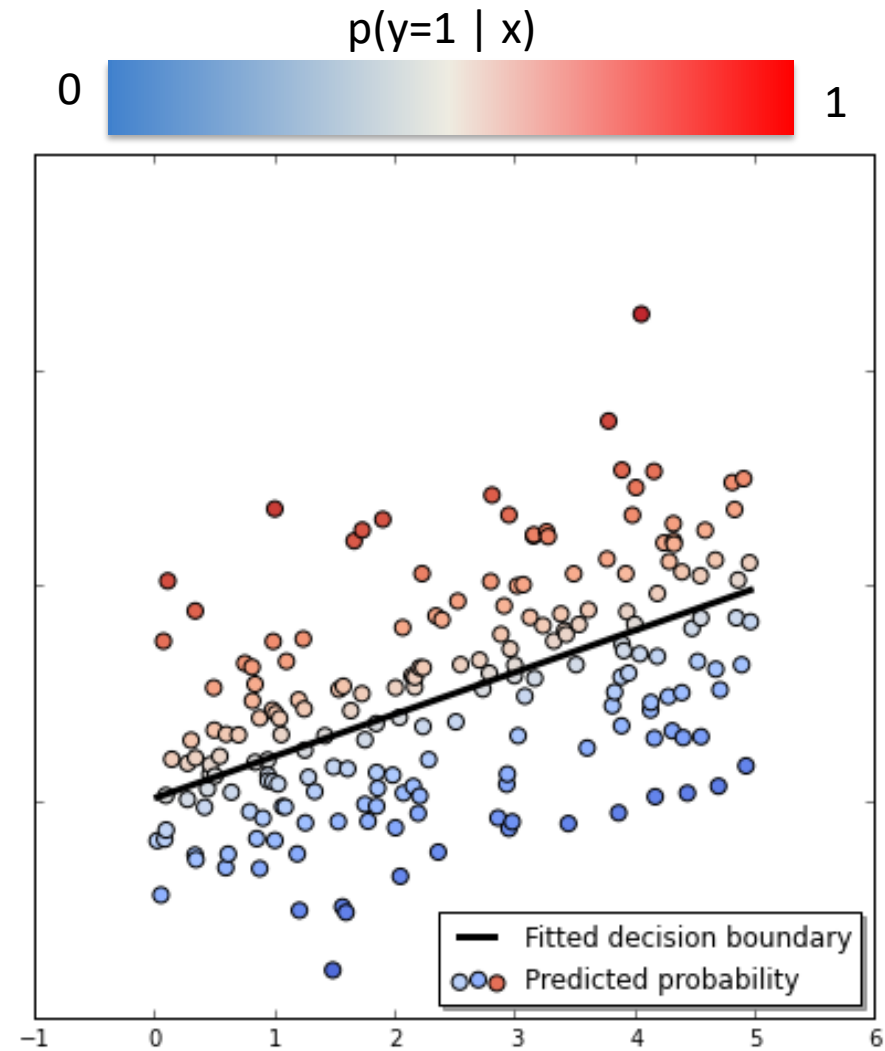 p(y=1 | x)
0 1
Fitted decision boundary
Predicted probability
−1 0 1 2 3 4 5 6